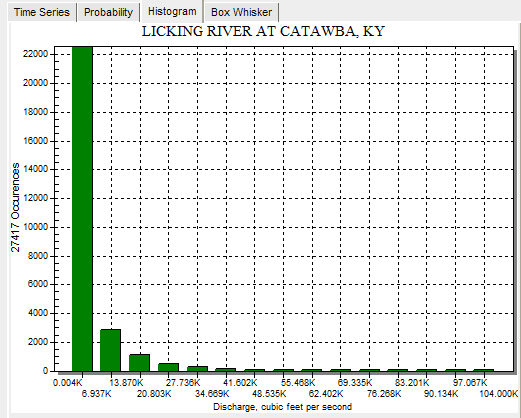 Time Series Probability Histogram Box Whisker
LICKING RIVER AT CATAWBA, KY
22000
20000
18000
16000
14000
12000
10000
8000
6000
4000
2000
0
27417 Occurences
0.004K 13.870K 27.736K 41.602K 55.468K 69.335K 83.201K 97.067K
6.937K 20.803K 34.669K 48.535K 62.402K 76.268K 90.134K 104.000K
Discharge, cubic feet per second